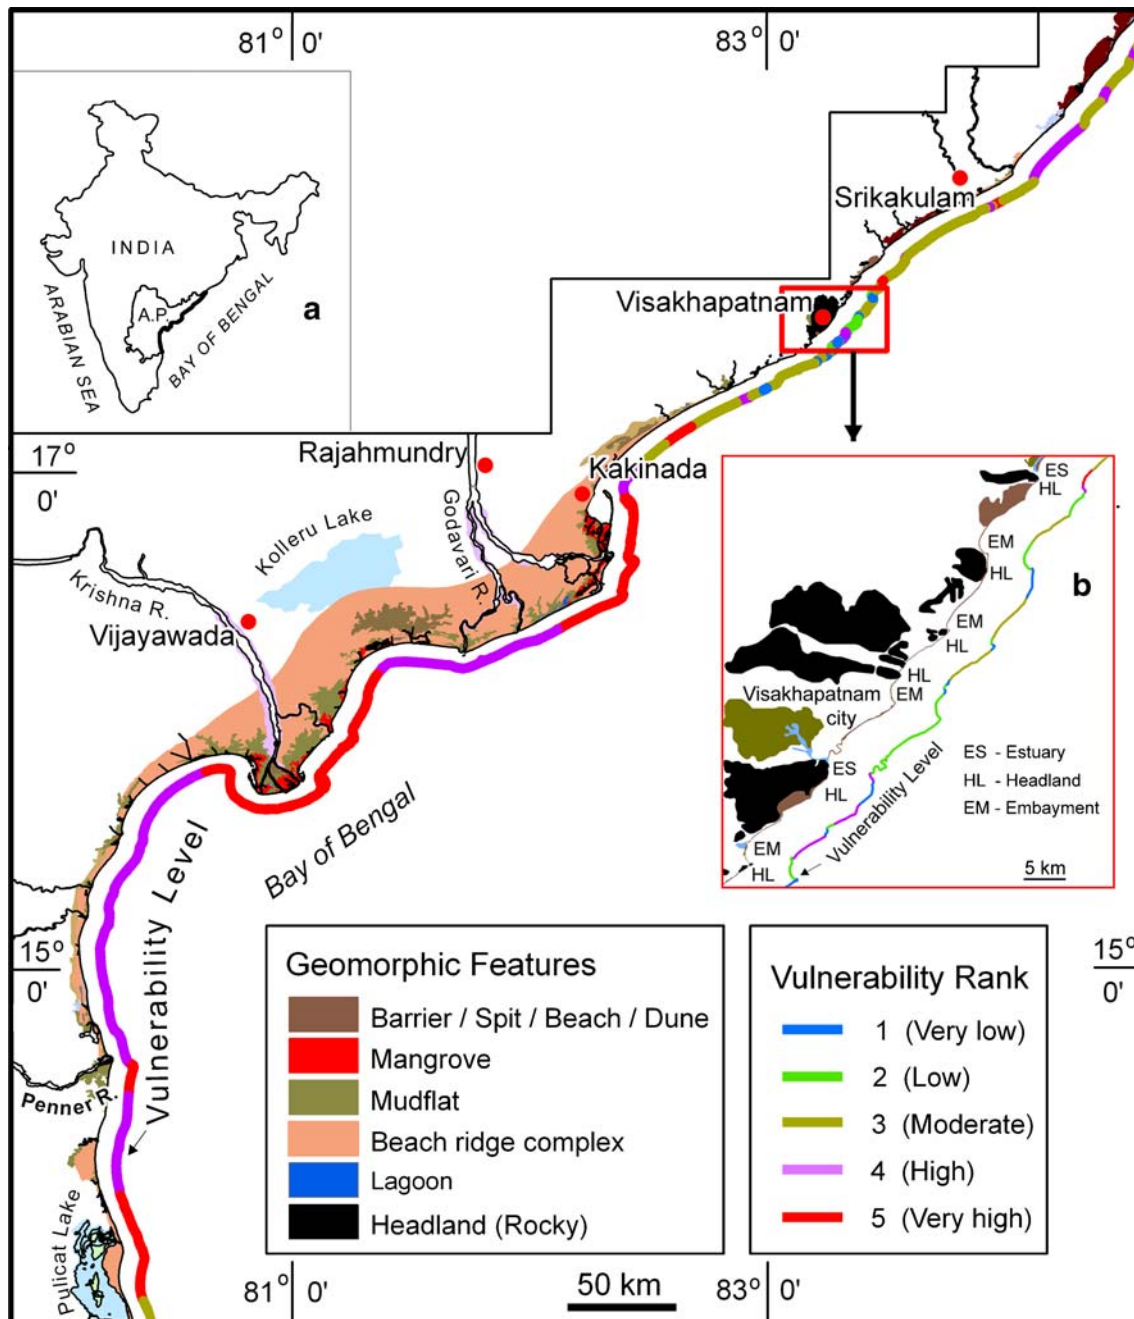 81° 0'
83° 0'
INDIA
A.P.
ARABIAN SEA
BAY OF BENGAL
a
Srikakulam
Visakhapatnam
17°
0'
Rajahmundry
Kakinada
Kolleru Lake
Godavari R.
Krishna R.
Vijayawada
ES
HL
EM
HL
b
EM
HL
HL
EM
Visakhapatnam
city
ES
HL
EM
HL
Vulnerability Level
ES - Estuary
HL - Headland
EM - Embayment
5 km
Bay of Bengal
Vulnerability Level
15°
0'
15°
0'
Penner R.
Pulicat Lake
Geomorphic Features
Barrier / Spit / Beach / Dune
Mangrove
Mudflat
Beach ridge complex
Lagoon
Headland (Rocky)
Vulnerability Rank
1 (Very low)
2 (Low)
3 (Moderate)
4 (High)
5 (Very high)
81° 0'
50 km
83° 0'